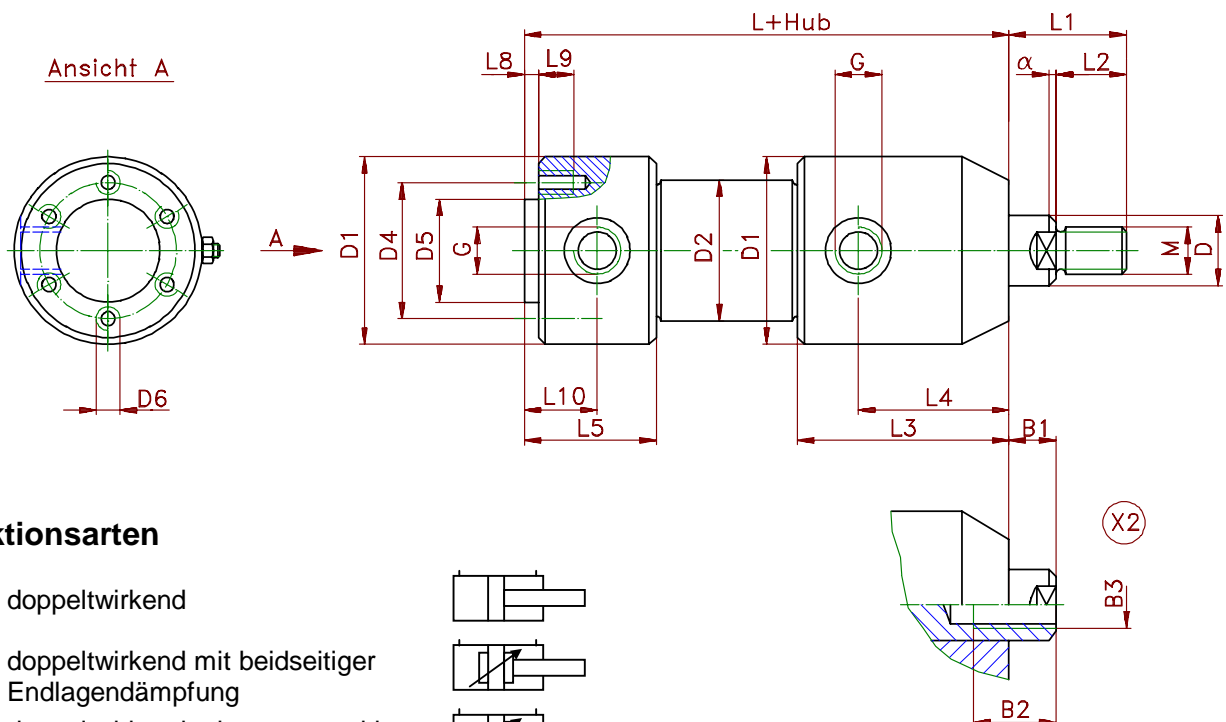 L+Hub
L1
Ansicht A
L8
L9
G
α
L2
A
D1
D4
D5
G
D2
D1
M
D
D6
L10
L5
L4
L3
B1
X2
B3
B2
ktionsarten
doppeltwirkend
doppeltwirkend mit beidseitiger
Endlagendämpfung